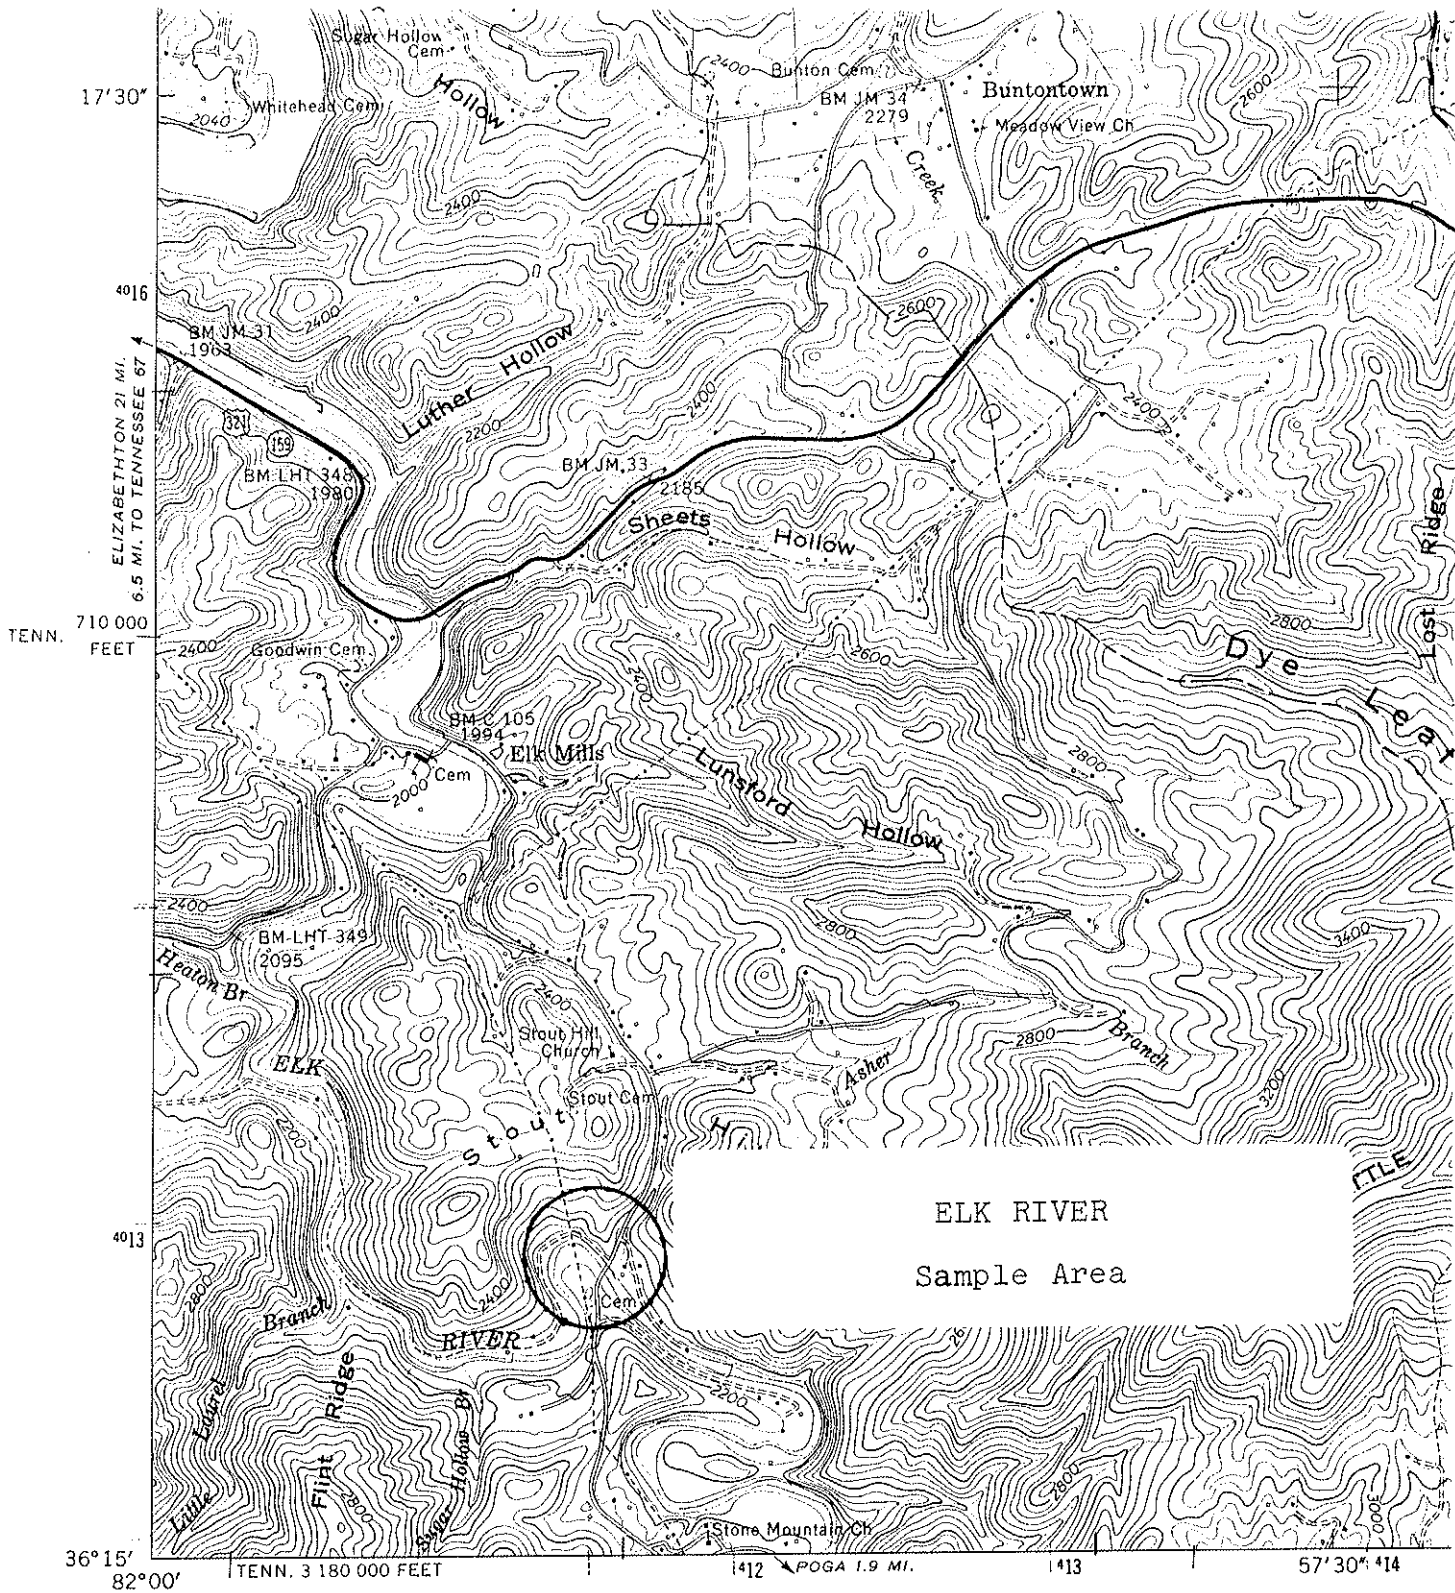 Sugar Hollow
Cem
Hollow
2400
Bunton Cem
BM JM 34
2279
Buntontown
Meadow View Ch
2600
17'30"
Whitehead Cem
2040
Creek
2400
4016
BM JM 31
1963
2400
2600
ELIZABETHTON 21 MI.
6.5 MI. TO TENNESSEE 67
Luther Hollow
321
159
2200
2400
2400
BM LHT 348
1980
BM JM 33
2185
Sheets Hollow
Lost Ridge
TENN. 710 000
FEET
2400
Goodwin Cem
2400
2600
2800
Dye Leaf
BM C 105
1994
Elk Mills
Cem
2000
Lunsford Hollow
2800
2400
2800
3400
BM LHT 349
2095
Heaton Br
2400
Stout Hill
Church
2800
Branch
ELK
Asher
Stout Cem
2200
3200
Stout
H
TTLE
ELK RIVER
Sample Area
4013
2800
2400
Cem
Branch
RIVER
2200
Little Laurel
Flint Ridge
2800
Sugar Hollow Br
2800
3000
Stone Mountain Ch
36°15'
82°00'
TENN. 3 180 000 FEET
412
POGA 1.9 MI.
413
57'30"
414